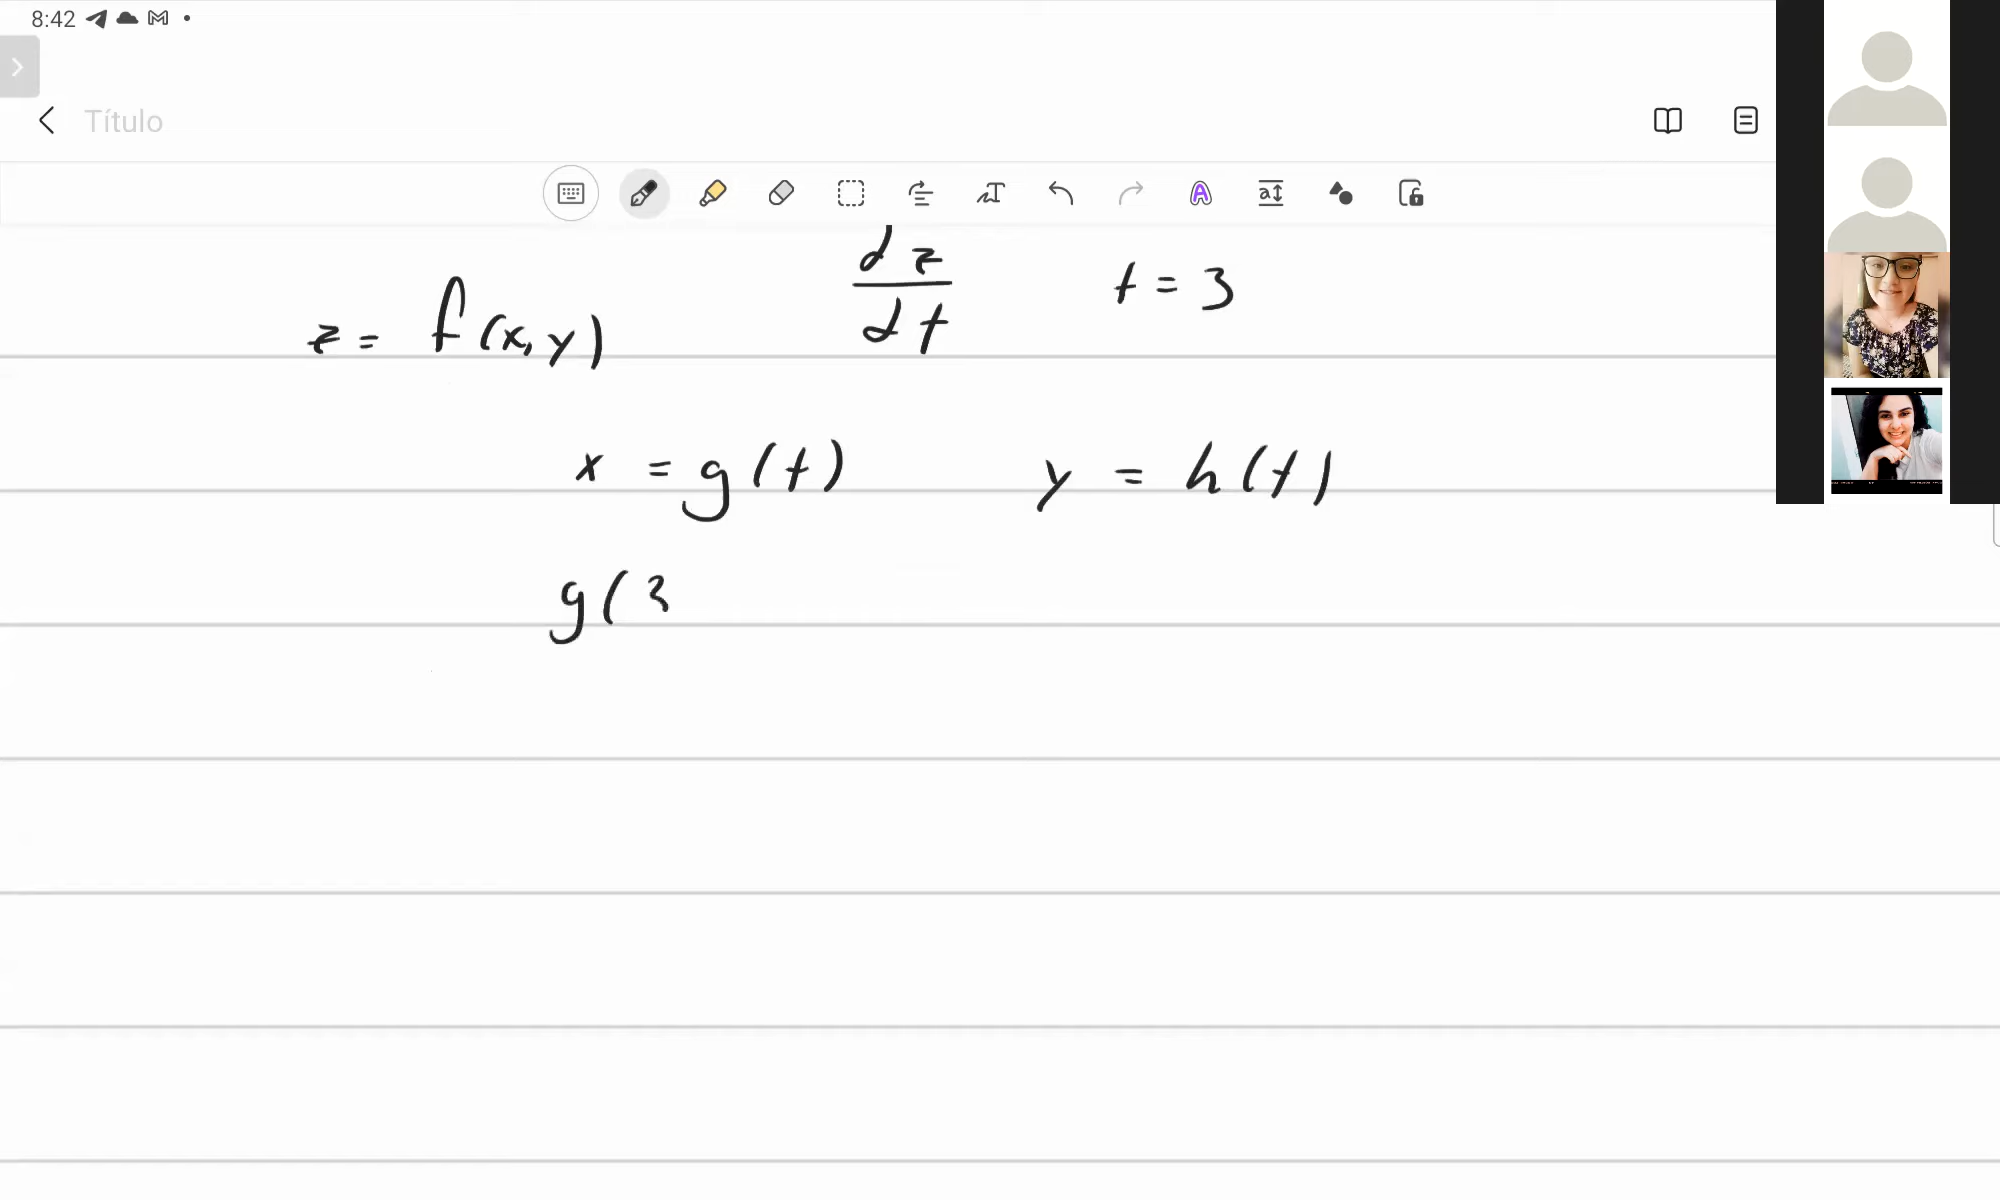 8:42
Título
z = f(x,y) dz/dt t = 3
x = g(t) y = h(t)
g(3